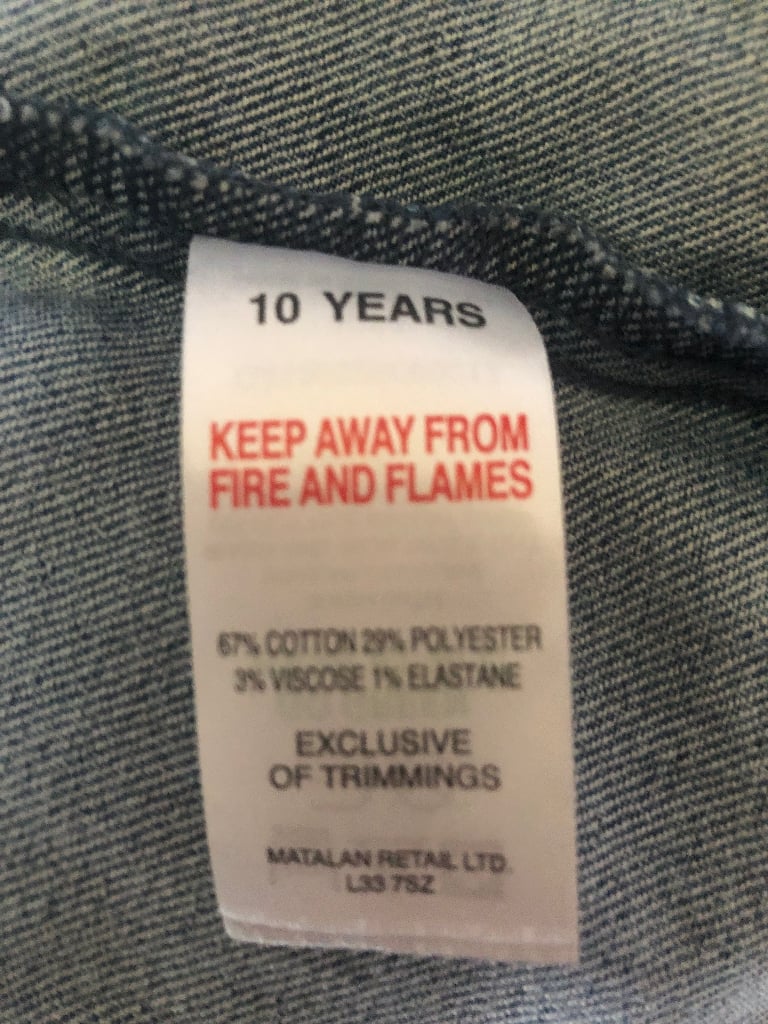 10 YEARS
KEEP AWAY FROM
FIRE AND FLAMES
67% COTTON 29% POLYESTER
3% VISCOSE 1% ELASTANE
EXCLUSIVE
OF TRIMMINGS
MATALAN RETAIL LTD.
L33 7SZ